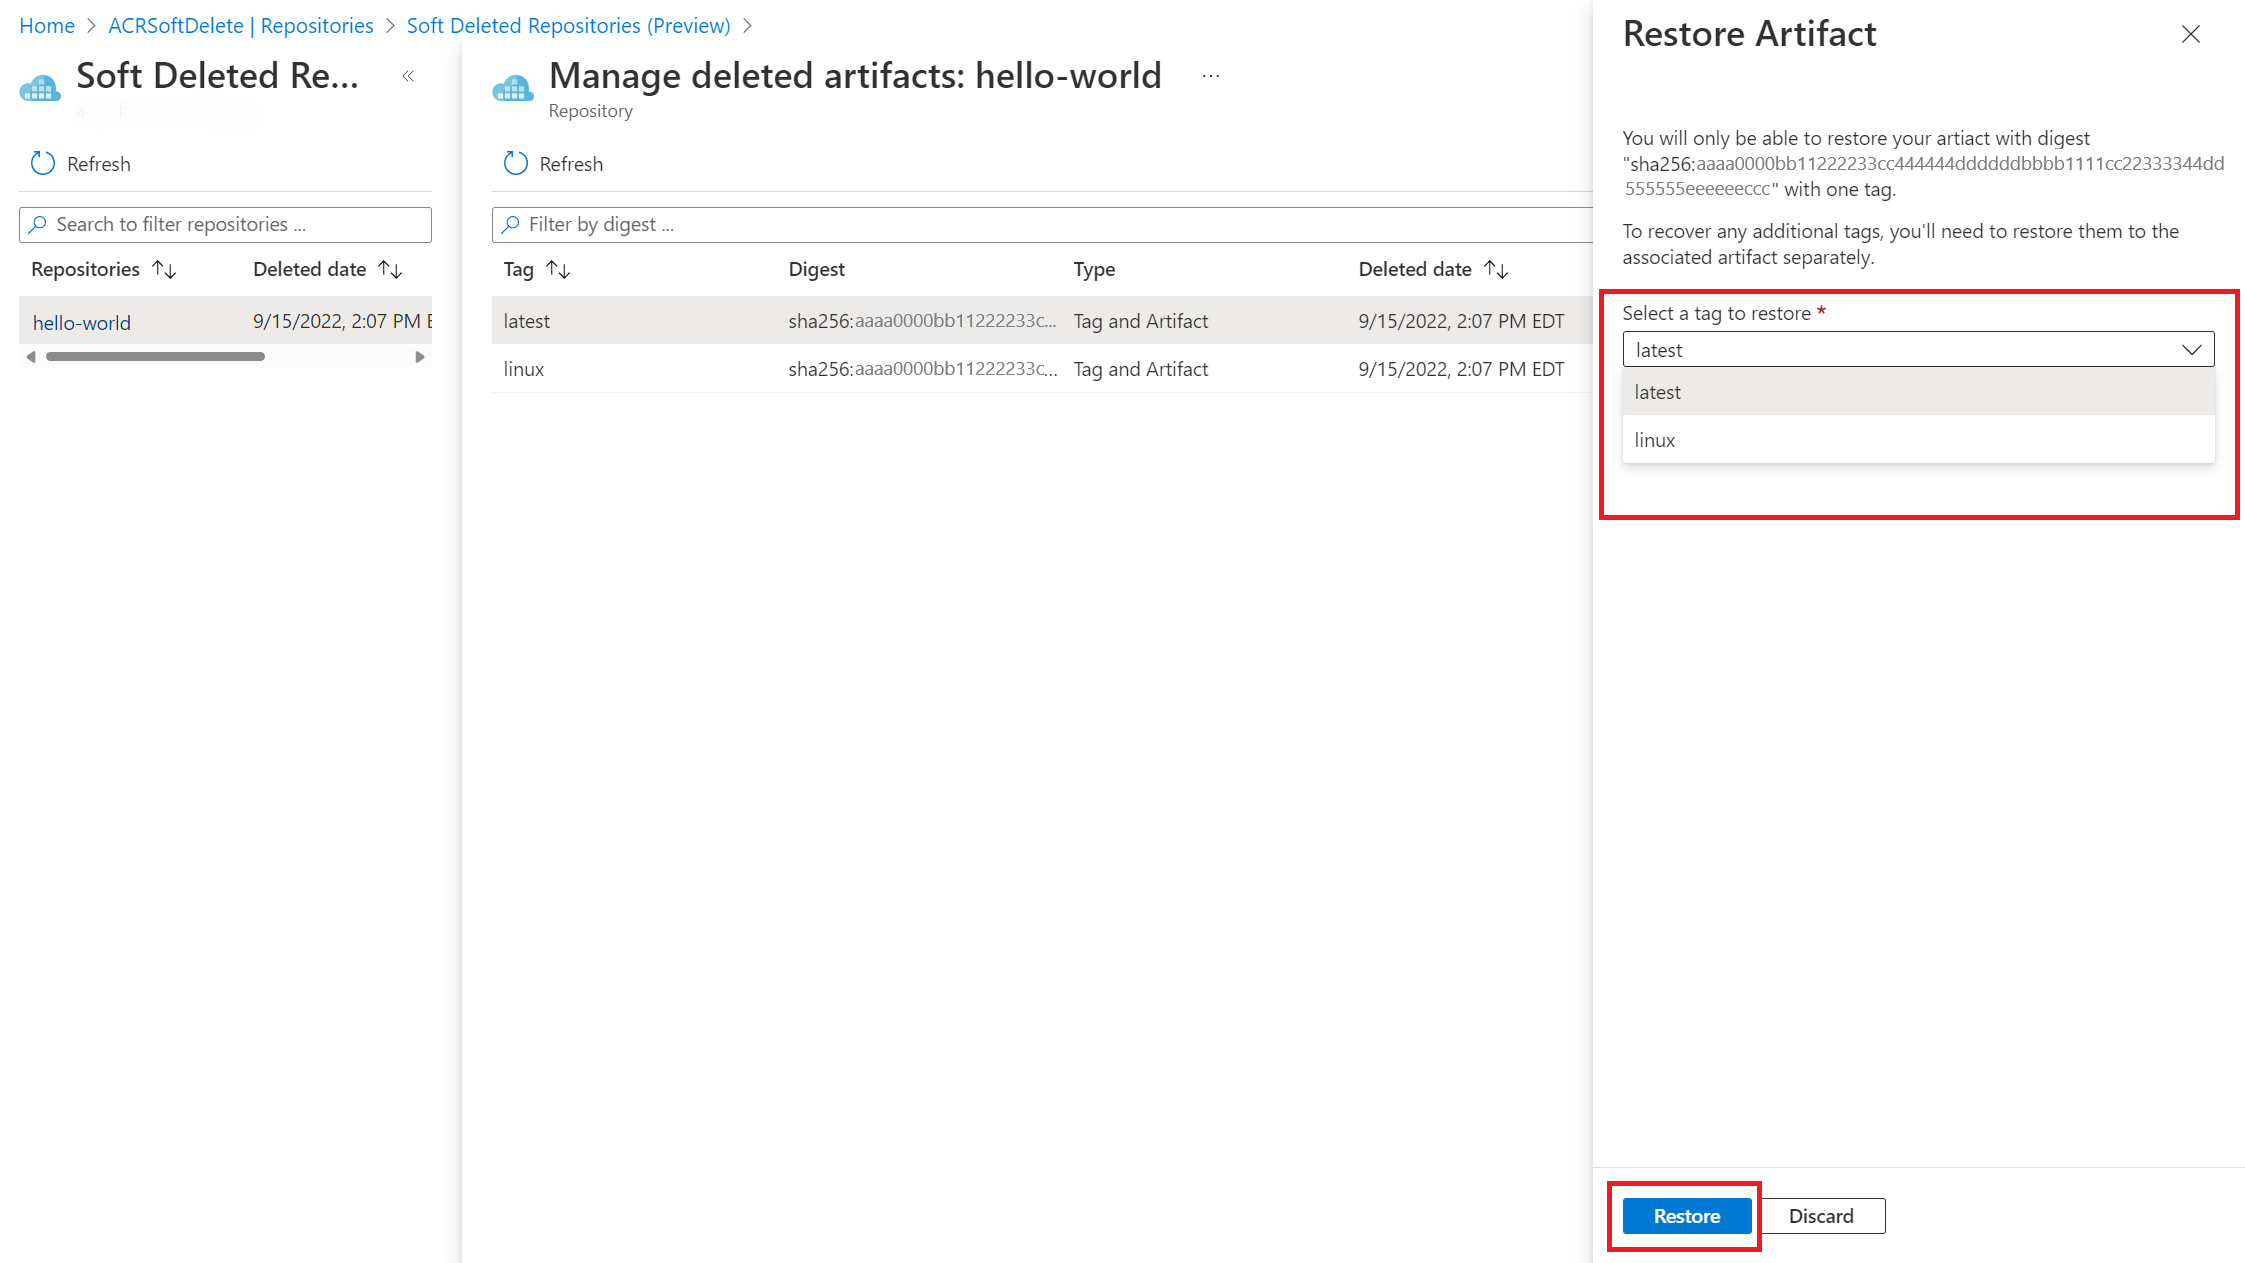 Home > ACRSoftDelete | Repositories > Soft Deleted Repositories (Preview) >
Soft Deleted Re... «
Refresh
Search to filter repositories ...
Repositories ↑↓ Deleted date ↑↓
hello-world 9/15/2022, 2:07 PM E
Manage deleted artifacts: hello-world ...
Repository
Refresh
Filter by digest ...
Tag ↑↓ Digest Type Deleted date ↑↓
latest sha256:aaaa0000bb11222233c... Tag and Artifact 9/15/2022, 2:07 PM EDT
linux sha256:aaaa0000bb11222233c... Tag and Artifact 9/15/2022, 2:07 PM EDT
Restore Artifact
You will only be able to restore your artiact with digest
"sha256:aaaa0000bb11222233cc444444ddddddbbbb1111cc22333344dd
555555eeeeeeccc" with one tag.
To recover any additional tags, you'll need to restore them to the
associated artifact separately.
Select a tag to restore *
latest
latest
linux
Restore Discard